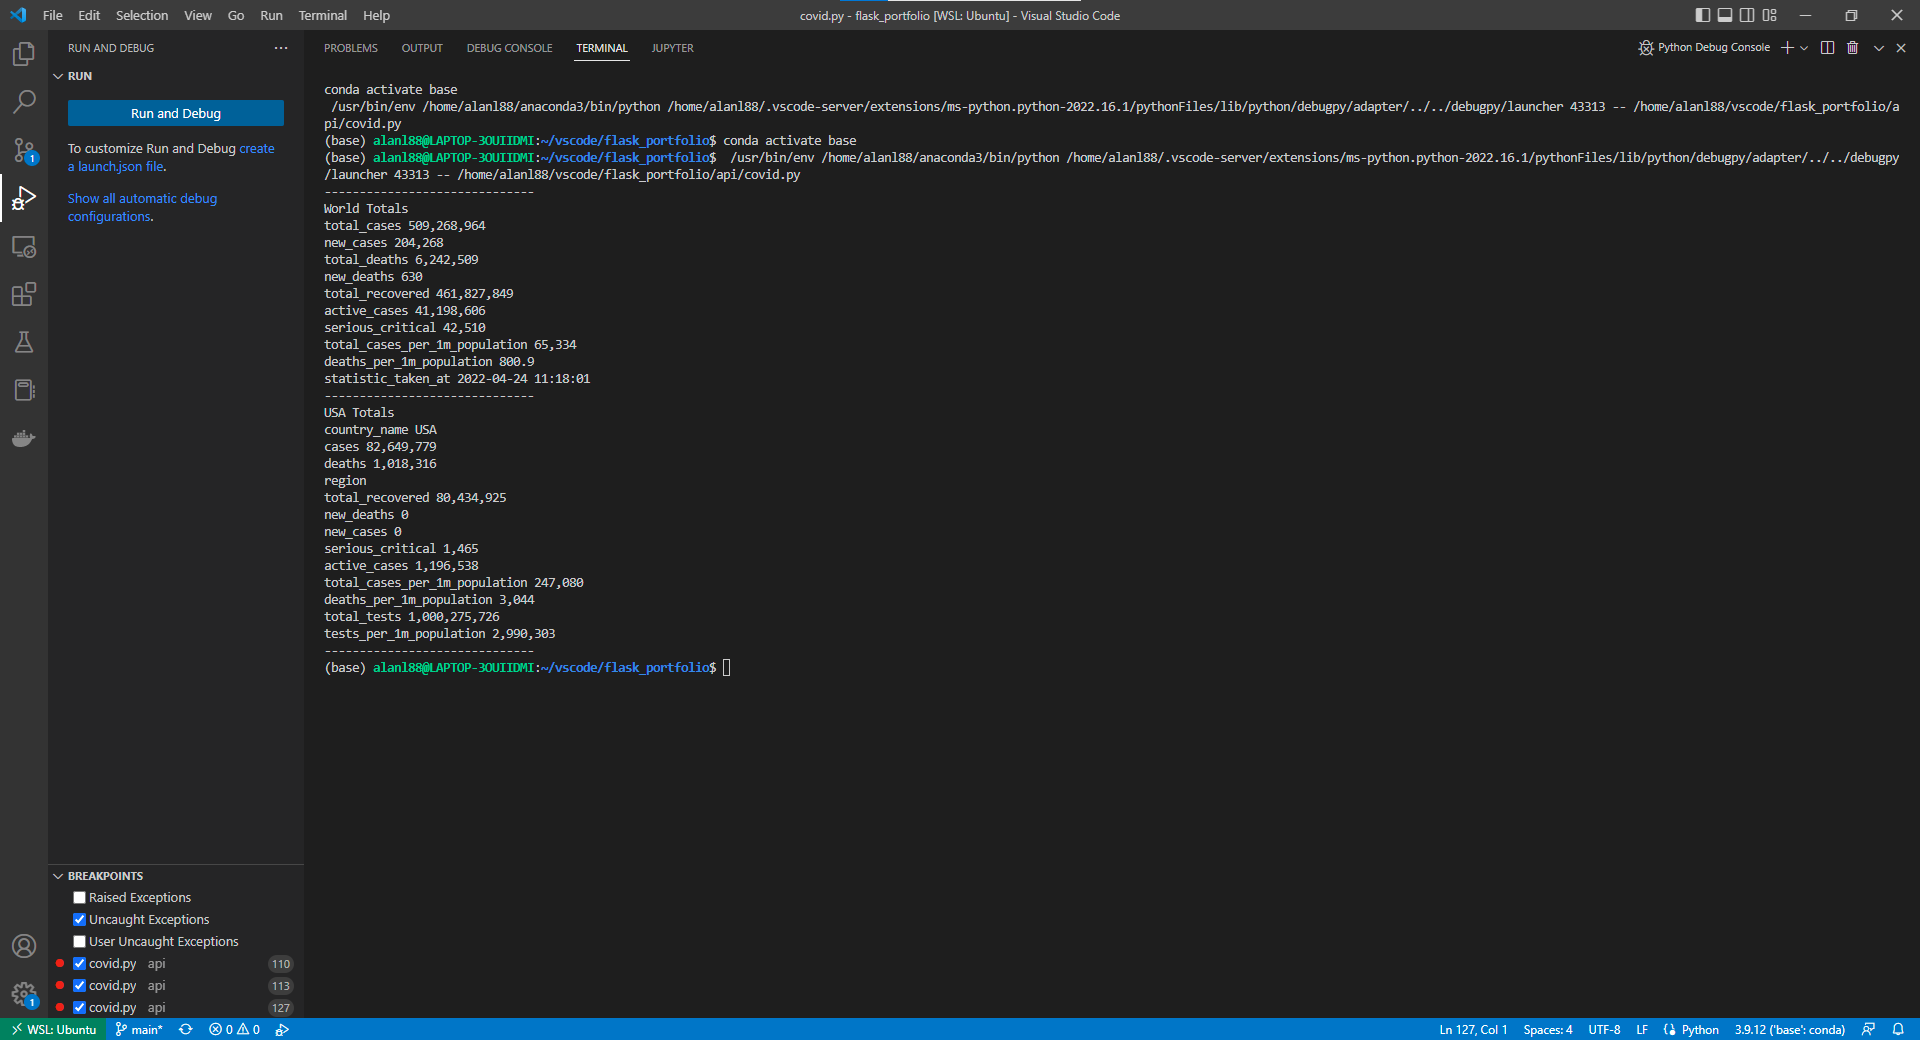 File Edit Selection View Go Run Terminal Help
covid.py - flask_portfolio [WSL: Ubuntu] - Visual Studio Code
RUN AND DEBUG
RUN
Run and Debug
To customize Run and Debug create
a launch.json file.
Show all automatic debug
configurations.
PROBLEMS OUTPUT DEBUG CONSOLE TERMINAL JUPYTER
Python Debug Console
conda activate base
/usr/bin/env /home/alanl88/anaconda3/bin/python /home/alanl88/.vscode-server/extensions/ms-python.python-2022.16.1/pythonFiles/lib/python/debugpy/adapter/../../debugpy/launcher 43313 -- /home/alanl88/vscode/flask_portfolio/a
pi/covid.py
(base) alanl88@LAPTOP-3OUIIDMI:~/vscode/flask_portfolio$ conda activate base
(base) alanl88@LAPTOP-3OUIIDMI:~/vscode/flask_portfolio$ /usr/bin/env /home/alanl88/anaconda3/bin/python /home/alanl88/.vscode-server/extensions/ms-python.python-2022.16.1/pythonFiles/lib/python/debugpy/adapter/../../debugpy
/launcher 43313 -- /home/alanl88/vscode/flask_portfolio/api/covid.py
------------------------------
World Totals
total_cases 509,268,964
new_cases 204,268
total_deaths 6,242,509
new_deaths 630
total_recovered 461,827,849
active_cases 41,198,606
serious_critical 42,510
total_cases_per_1m_population 65,334
deaths_per_1m_population 800.9
statistic_taken_at 2022-04-24 11:18:01
------------------------------
USA Totals
country_name USA
cases 82,649,779
deaths 1,018,316
region
total_recovered 80,434,925
new_deaths 0
new_cases 0
serious_critical 1,465
active_cases 1,196,538
total_cases_per_1m_population 247,080
deaths_per_1m_population 3,044
total_tests 1,000,275,726
tests_per_1m_population 2,990,303
------------------------------
(base) alanl88@LAPTOP-3OUIIDMI:~/vscode/flask_portfolio$
1
BREAKPOINTS
Raised Exceptions
Uncaught Exceptions
User Uncaught Exceptions
covid.py api 110
covid.py api 113
covid.py api 127
1
WSL: Ubuntu main* 0 0
Ln 127, Col 1 Spaces: 4 UTF-8 LF Python 3.9.12 ('base': conda)